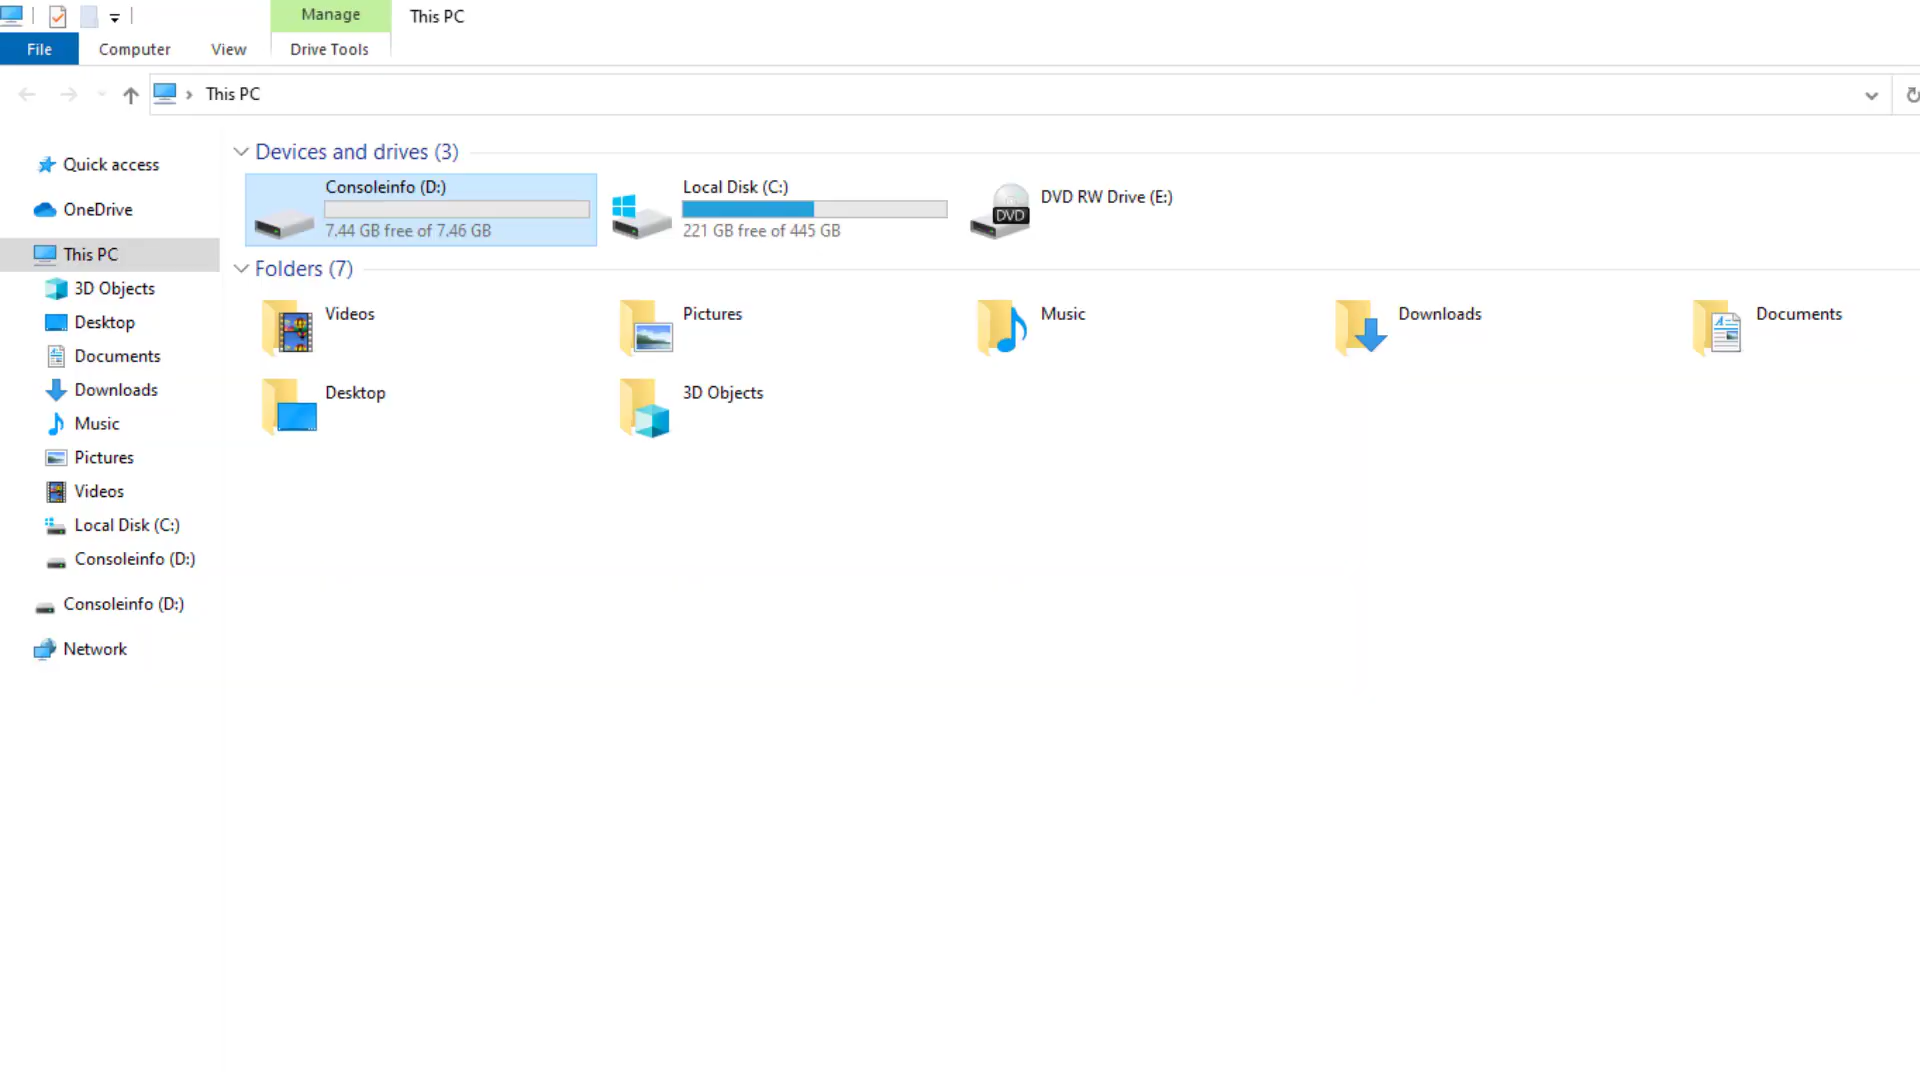 Manage
This PC
File
Computer
View
Drive Tools
This PC
Quick access
OneDrive
This PC
3D Objects
Desktop
Documents
Downloads
Music
Pictures
Videos
Local Disk (C:)
Consoleinfo (D:)
Consoleinfo (D:)
Network
Devices and drives (3)
Consoleinfo (D:)
7.44 GB free of 7.46 GB
Local Disk (C:)
221 GB free of 445 GB
DVD RW Drive (E:)
DVD
Folders (7)
Videos
Pictures
Music
Downloads
Documents
Desktop
3D Objects